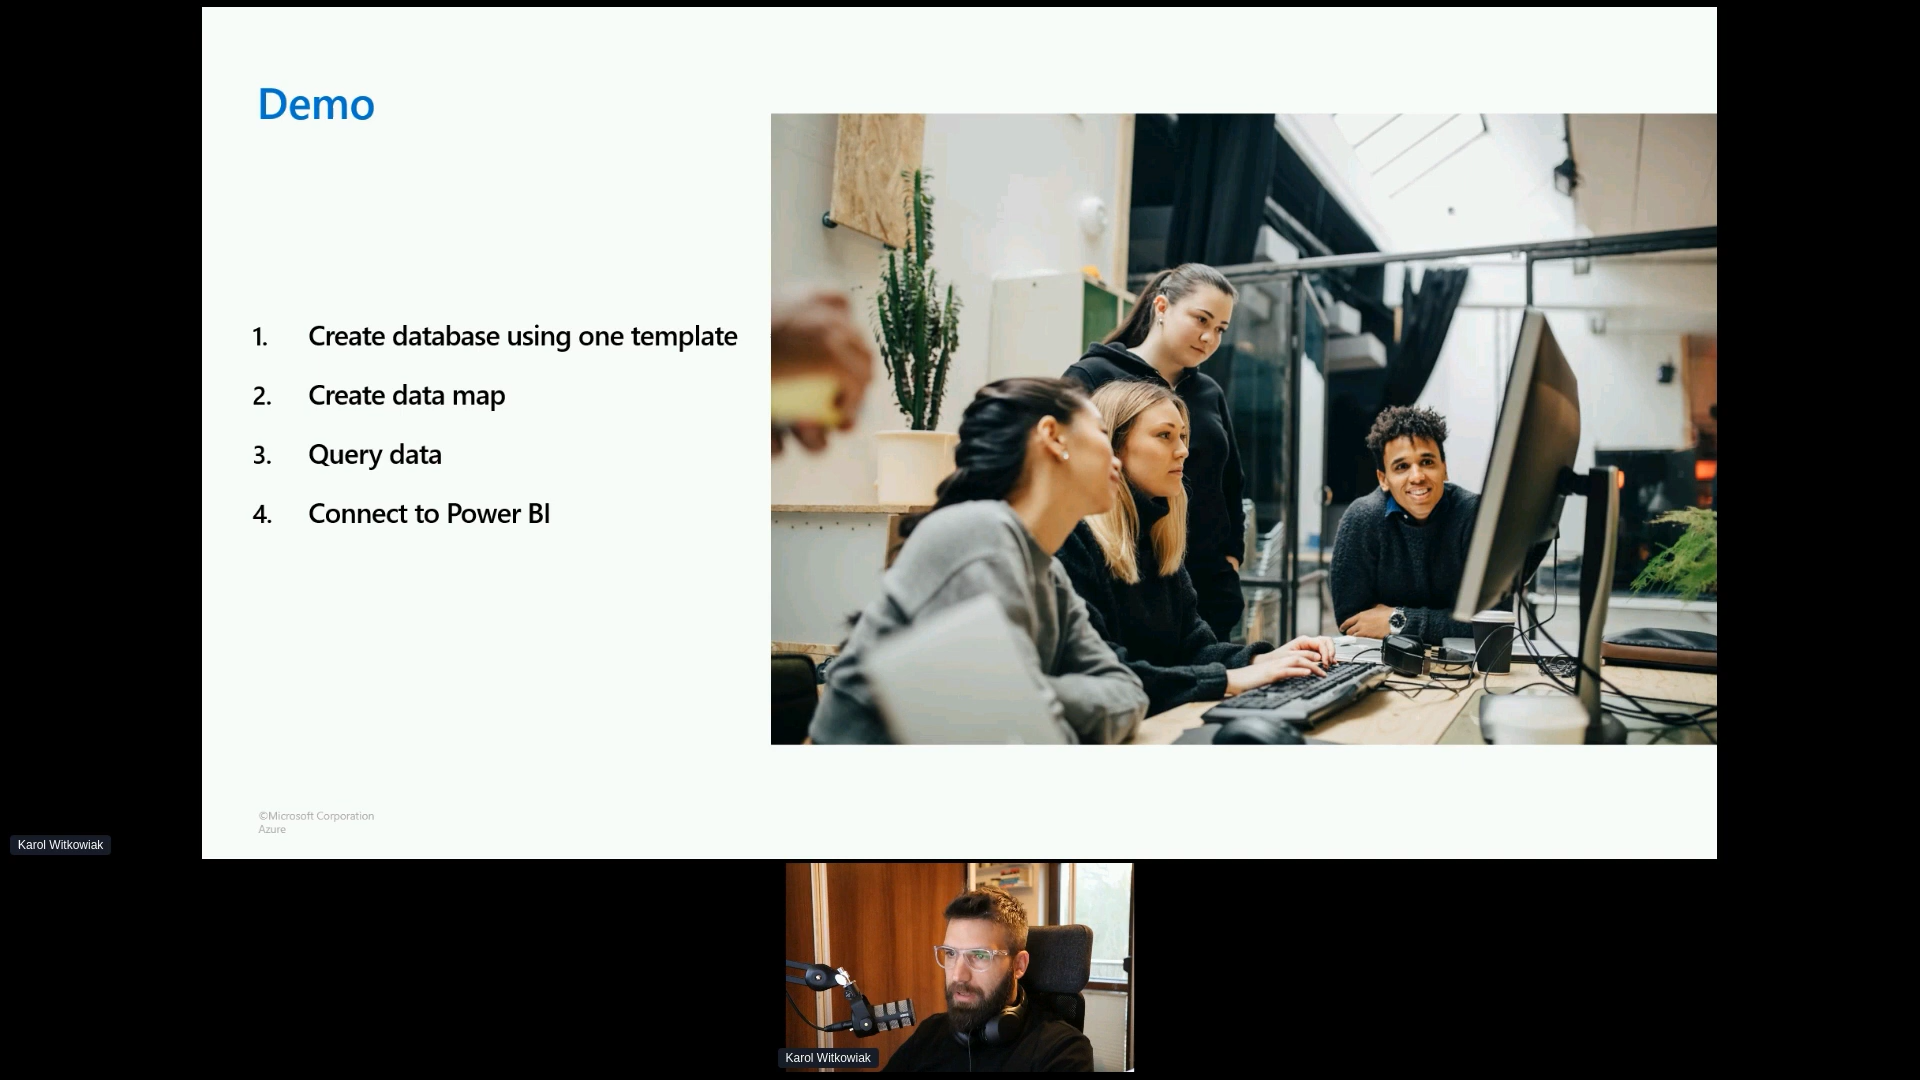 Demo
1. Create database using one template
2. Create data map
3. Query data
4. Connect to Power BI
©Microsoft Corporation
Azure
Karol Witkowiak
Karol Witkowiak